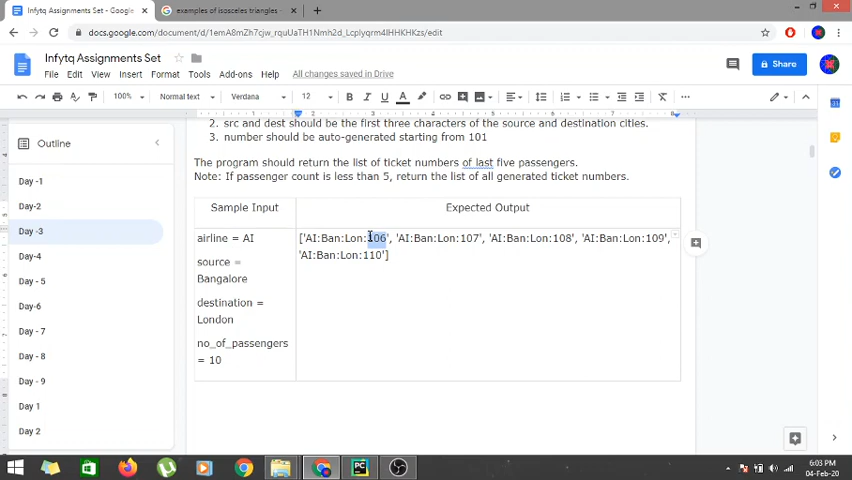 Infytq Assignments Set - Goo
examples of isosceles triangles
docs.google.com/document/d/1emA8mZh7cjw_rquUaTH1Nmh2d_Lcplyqrm4lHHKHKzs/edit
Infytq Assignments Set
File Edit View Insert Format Tools Add-ons Help All changes saved in Drive
Share
100% Normal text Verdana 12
Outline
Day -1
Day-2
Day -3
Day-4
Day - 5
Day-6
Day - 7
Day - 8
Day - 9
Day 1
Day 2
2. src and dest should be the first three characters of the source and destination cities.
3. number should be auto-generated starting from 101
The program should return the list of ticket numbers of last five passengers.
Note: If passenger count is less than 5, return the list of all generated ticket numbers.
Sample Input Expected Output
airline = AI
source =
Bangalore
destination =
London
no_of_passengers
= 10
['AI:Ban:Lon:106', 'AI:Ban:Lon:107', 'AI:Ban:Lon:108', 'AI:Ban:Lon:109',
'AI:Ban:Lon:110']
6:03 PM
04-Feb-20